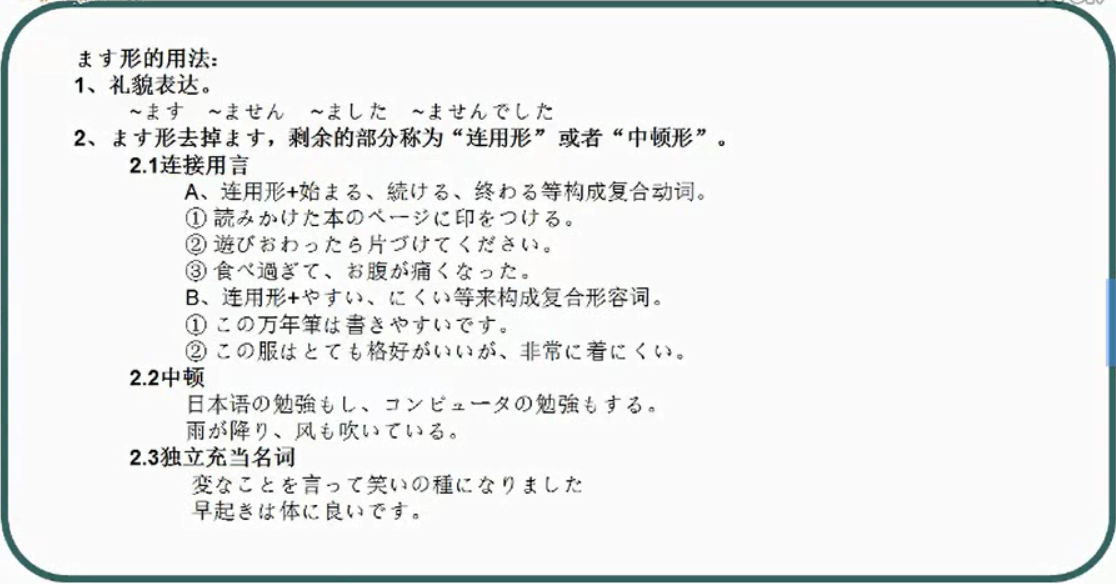 ます形的用法:
1、礼貌表达。
~ます ~ません ~ました ~ませんでした
2、ます形去掉ます，剩余的部分称为“连用形”或者“中顿形”。
2.1连接用言
A、连用形+始まる、続ける、终わる等构成复合动词。
① 読みかけた本のページに印をつける。
② 遊びおわったら片づけてください。
③ 食べ過ぎて、お腹が痛くなった。
B、连用形+やすい、にくい等来构成复合形容词。
① この万年筆は書きやすいです。
② この服はとても格好がいいが、非常に着にくい。
2.2中顿
日本语の勉強もし、コンピュータの勉強もする。
雨が降り、风も吹いている。
2.3独立充当名词
変なことを言って笑いの種になりました
早起きは体に良いです。